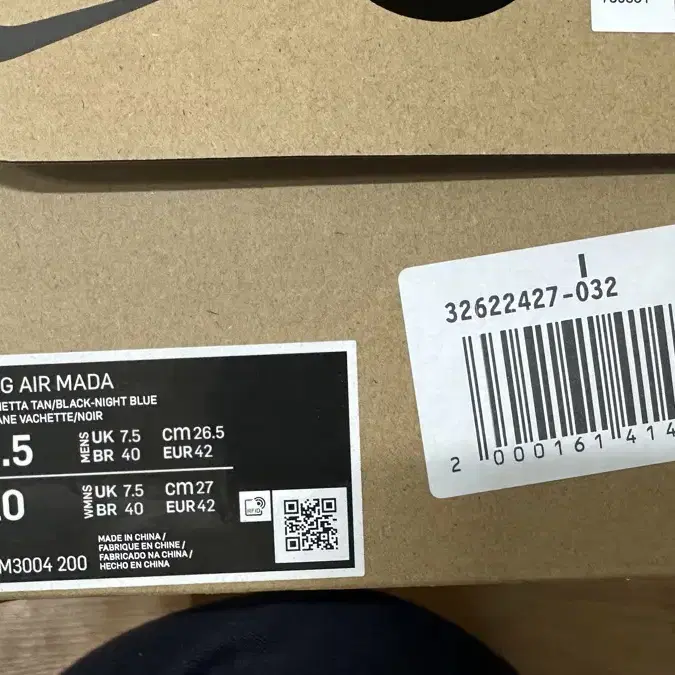 32622427-032
2 000161 414
G AIR MADA
ETTA TAN/BLACK-NIGHT BLUE
ANE VACHETTE/NOIR
.5
MENS
UK 7.5 CM 26.5
BR 40 EUR 42
0
WMNS
UK 7.5 CM 27
BR 40 EUR 42
RFID
MADE IN CHINA /
FABRIQUE EN CHINE /
FABRICADO NA CHINA /
HECHO EN CHINA
M3004 200